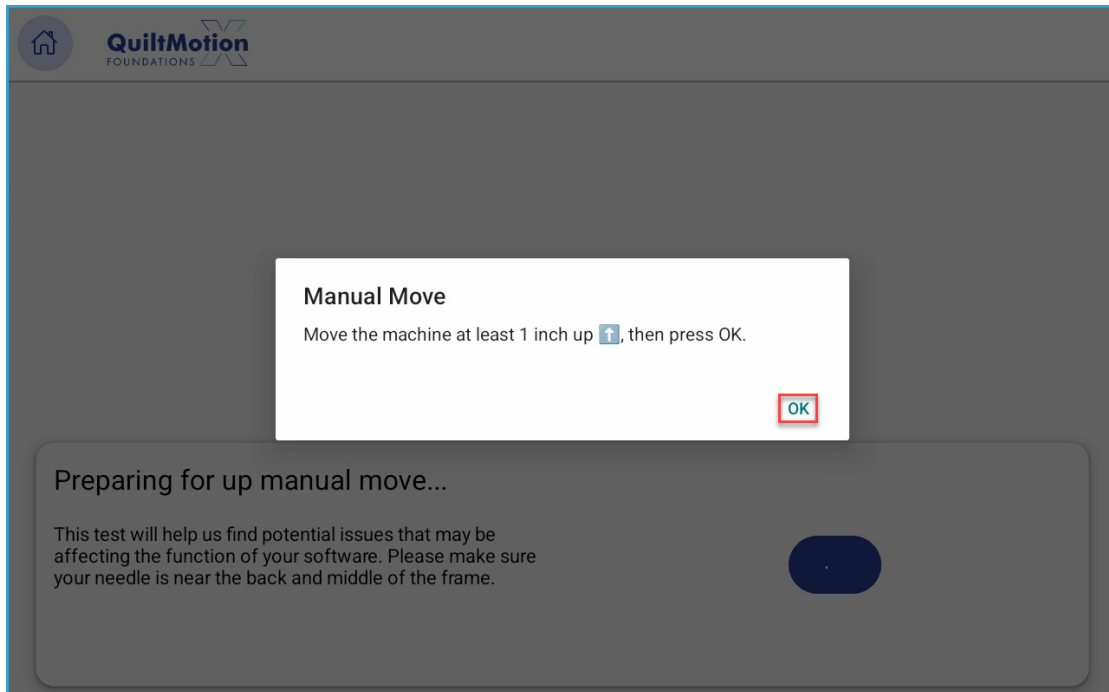 QuiltMotion
FOUNDATIONS X
Manual Move
Move the machine at least 1 inch up ⬆️, then press OK.
OK
Preparing for up manual move...
This test will help us find potential issues that may be
affecting the function of your software. Please make sure
your needle is near the back and middle of the frame.